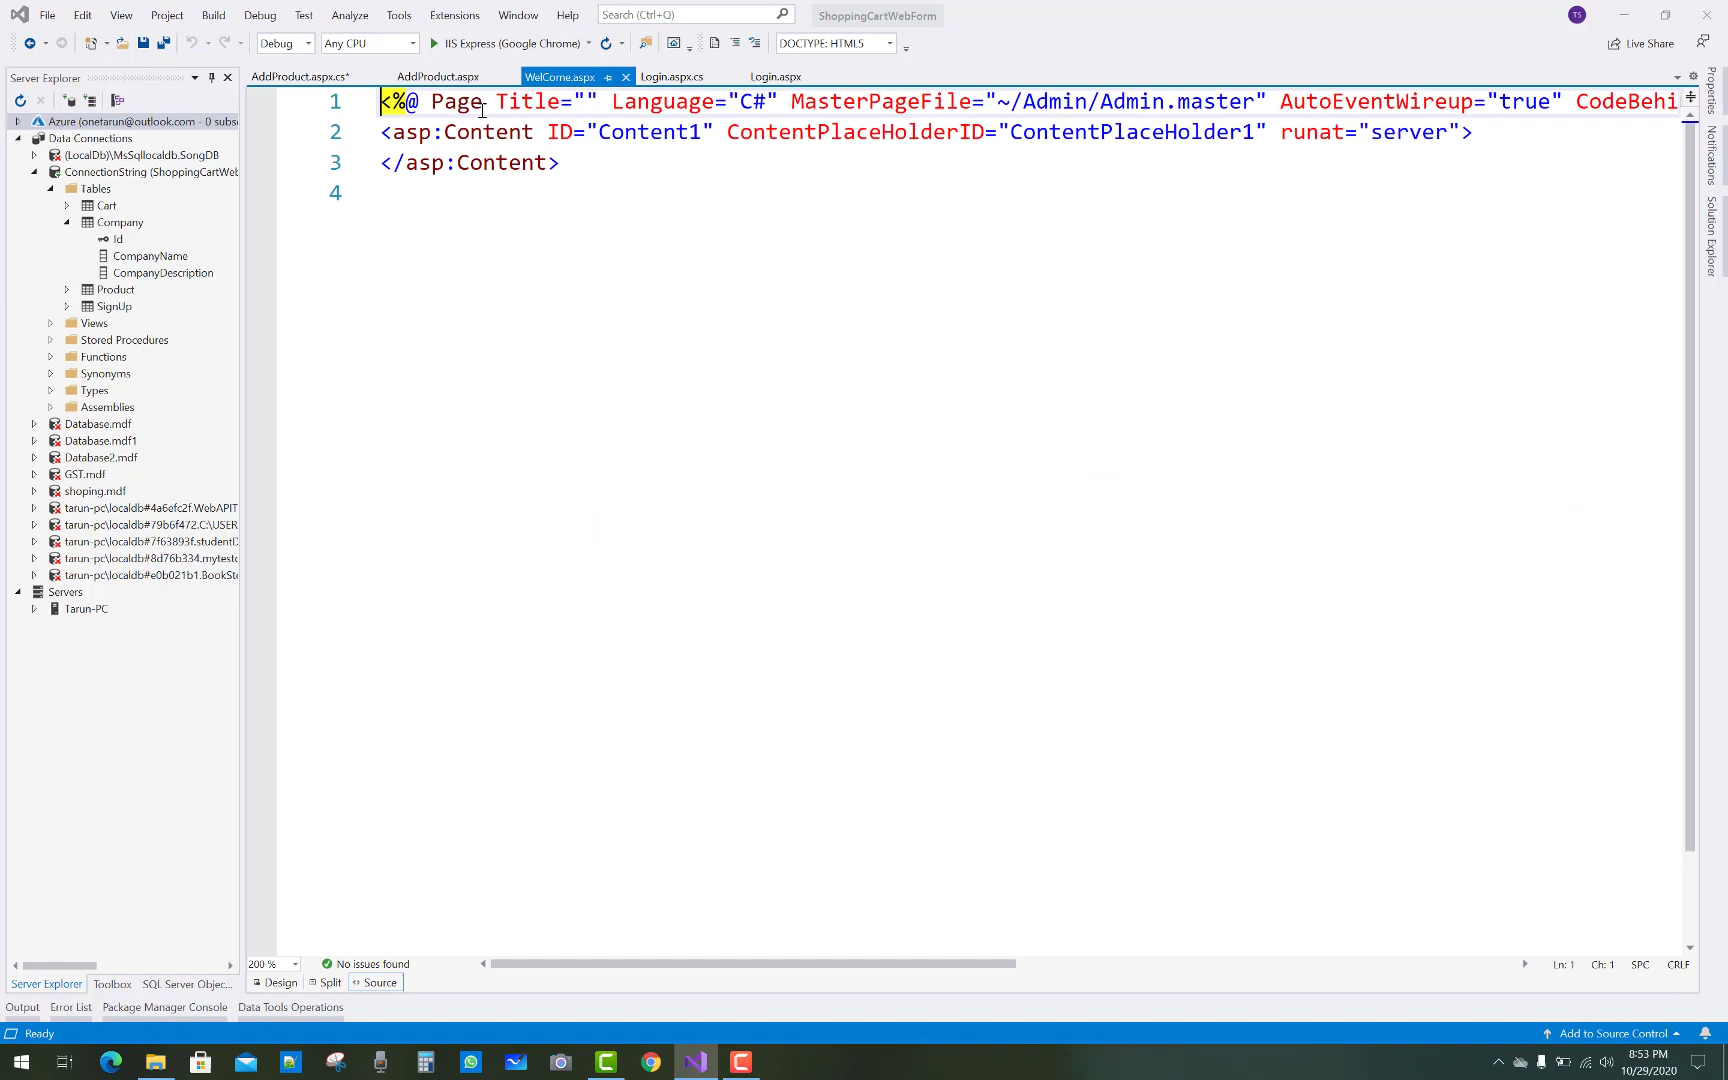 File Edit View Project Build Debug Test Analyze Tools Extensions Window Help Search (Ctrl+Q) ShoppingCartWebForm TS
Debug Any CPU IIS Express (Google Chrome) DOCTYPE: HTML5 Live Share
Server Explorer
AddProduct.aspx.cs* AddProduct.aspx WelCome.aspx Login.aspx.cs Login.aspx
Azure (onetarun@outlook.com - 0 subsc
Data Connections
(LocalDb)\MsSqllocaldb.SongDB
ConnectionString (ShoppingCartWeb
Tables
Cart
Company
Id
CompanyName
CompanyDescription
Product
SignUp
Views
Stored Procedures
Functions
Synonyms
Types
Assemblies
Database.mdf
Database.mdf1
Database2.mdf
GST.mdf
shoping.mdf
tarun-pc\localdb#4a6efc2f.WebAPIT
tarun-pc\localdb#79b6f472.C:\USER
tarun-pc\localdb#7f63893f.studentD
tarun-pc\localdb#8d76b334.myteste
tarun-pc\localdb#e0b021b1.BookSto
Servers
Tarun-PC
1 <%@ Page Title="" Language="C#" MasterPageFile="~/Admin/Admin.master" AutoEventWireup="true" CodeBehi
2 <asp:Content ID="Content1" ContentPlaceHolderID="ContentPlaceHolder1" runat="server">
3 </asp:Content>
4
Properties
Notifications
Solution Explorer
200 % No issues found Ln: 1 Ch: 1 SPC CRLF
Server Explorer Toolbox SQL Server Objec... Design Split Source
Output Error List Package Manager Console Data Tools Operations
Ready Add to Source Control
8:53 PM
10/29/2020